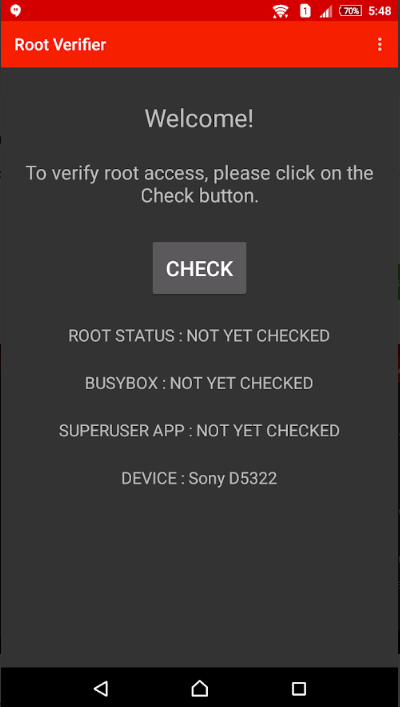 1 70% 5:48
Root Verifier
Welcome!
To verify root access, please click on the
Check button.
CHECK
ROOT STATUS : NOT YET CHECKED
BUSYBOX : NOT YET CHECKED
SUPERUSER APP : NOT YET CHECKED
DEVICE : Sony D5322